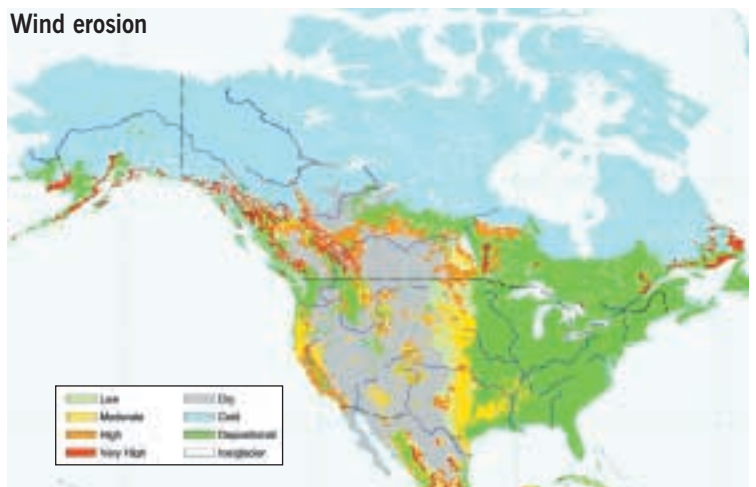 Wind erosion
Low
Moderate
High
Very High
Dry
Cold
Depositional
Ice/glacier